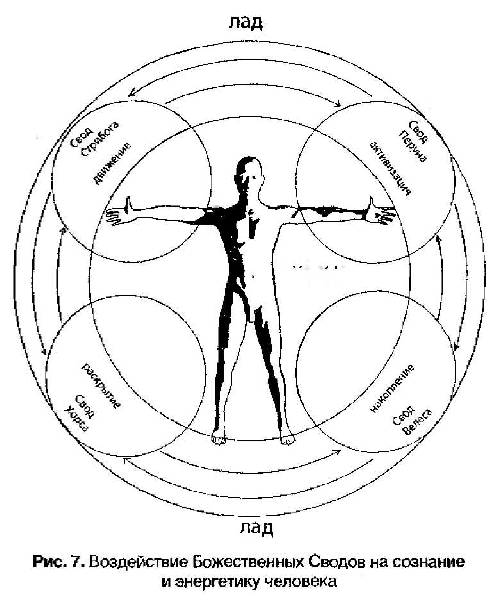 ЛАД
Свод
Стрибога
движение
Свод
Перуна
активизация
раскрытие
Свод
Хорса
накопление
Свод
Велеса
ЛАД
Рис. 7. Воздействие Божественных Сводов на сознание
и энергетику человека